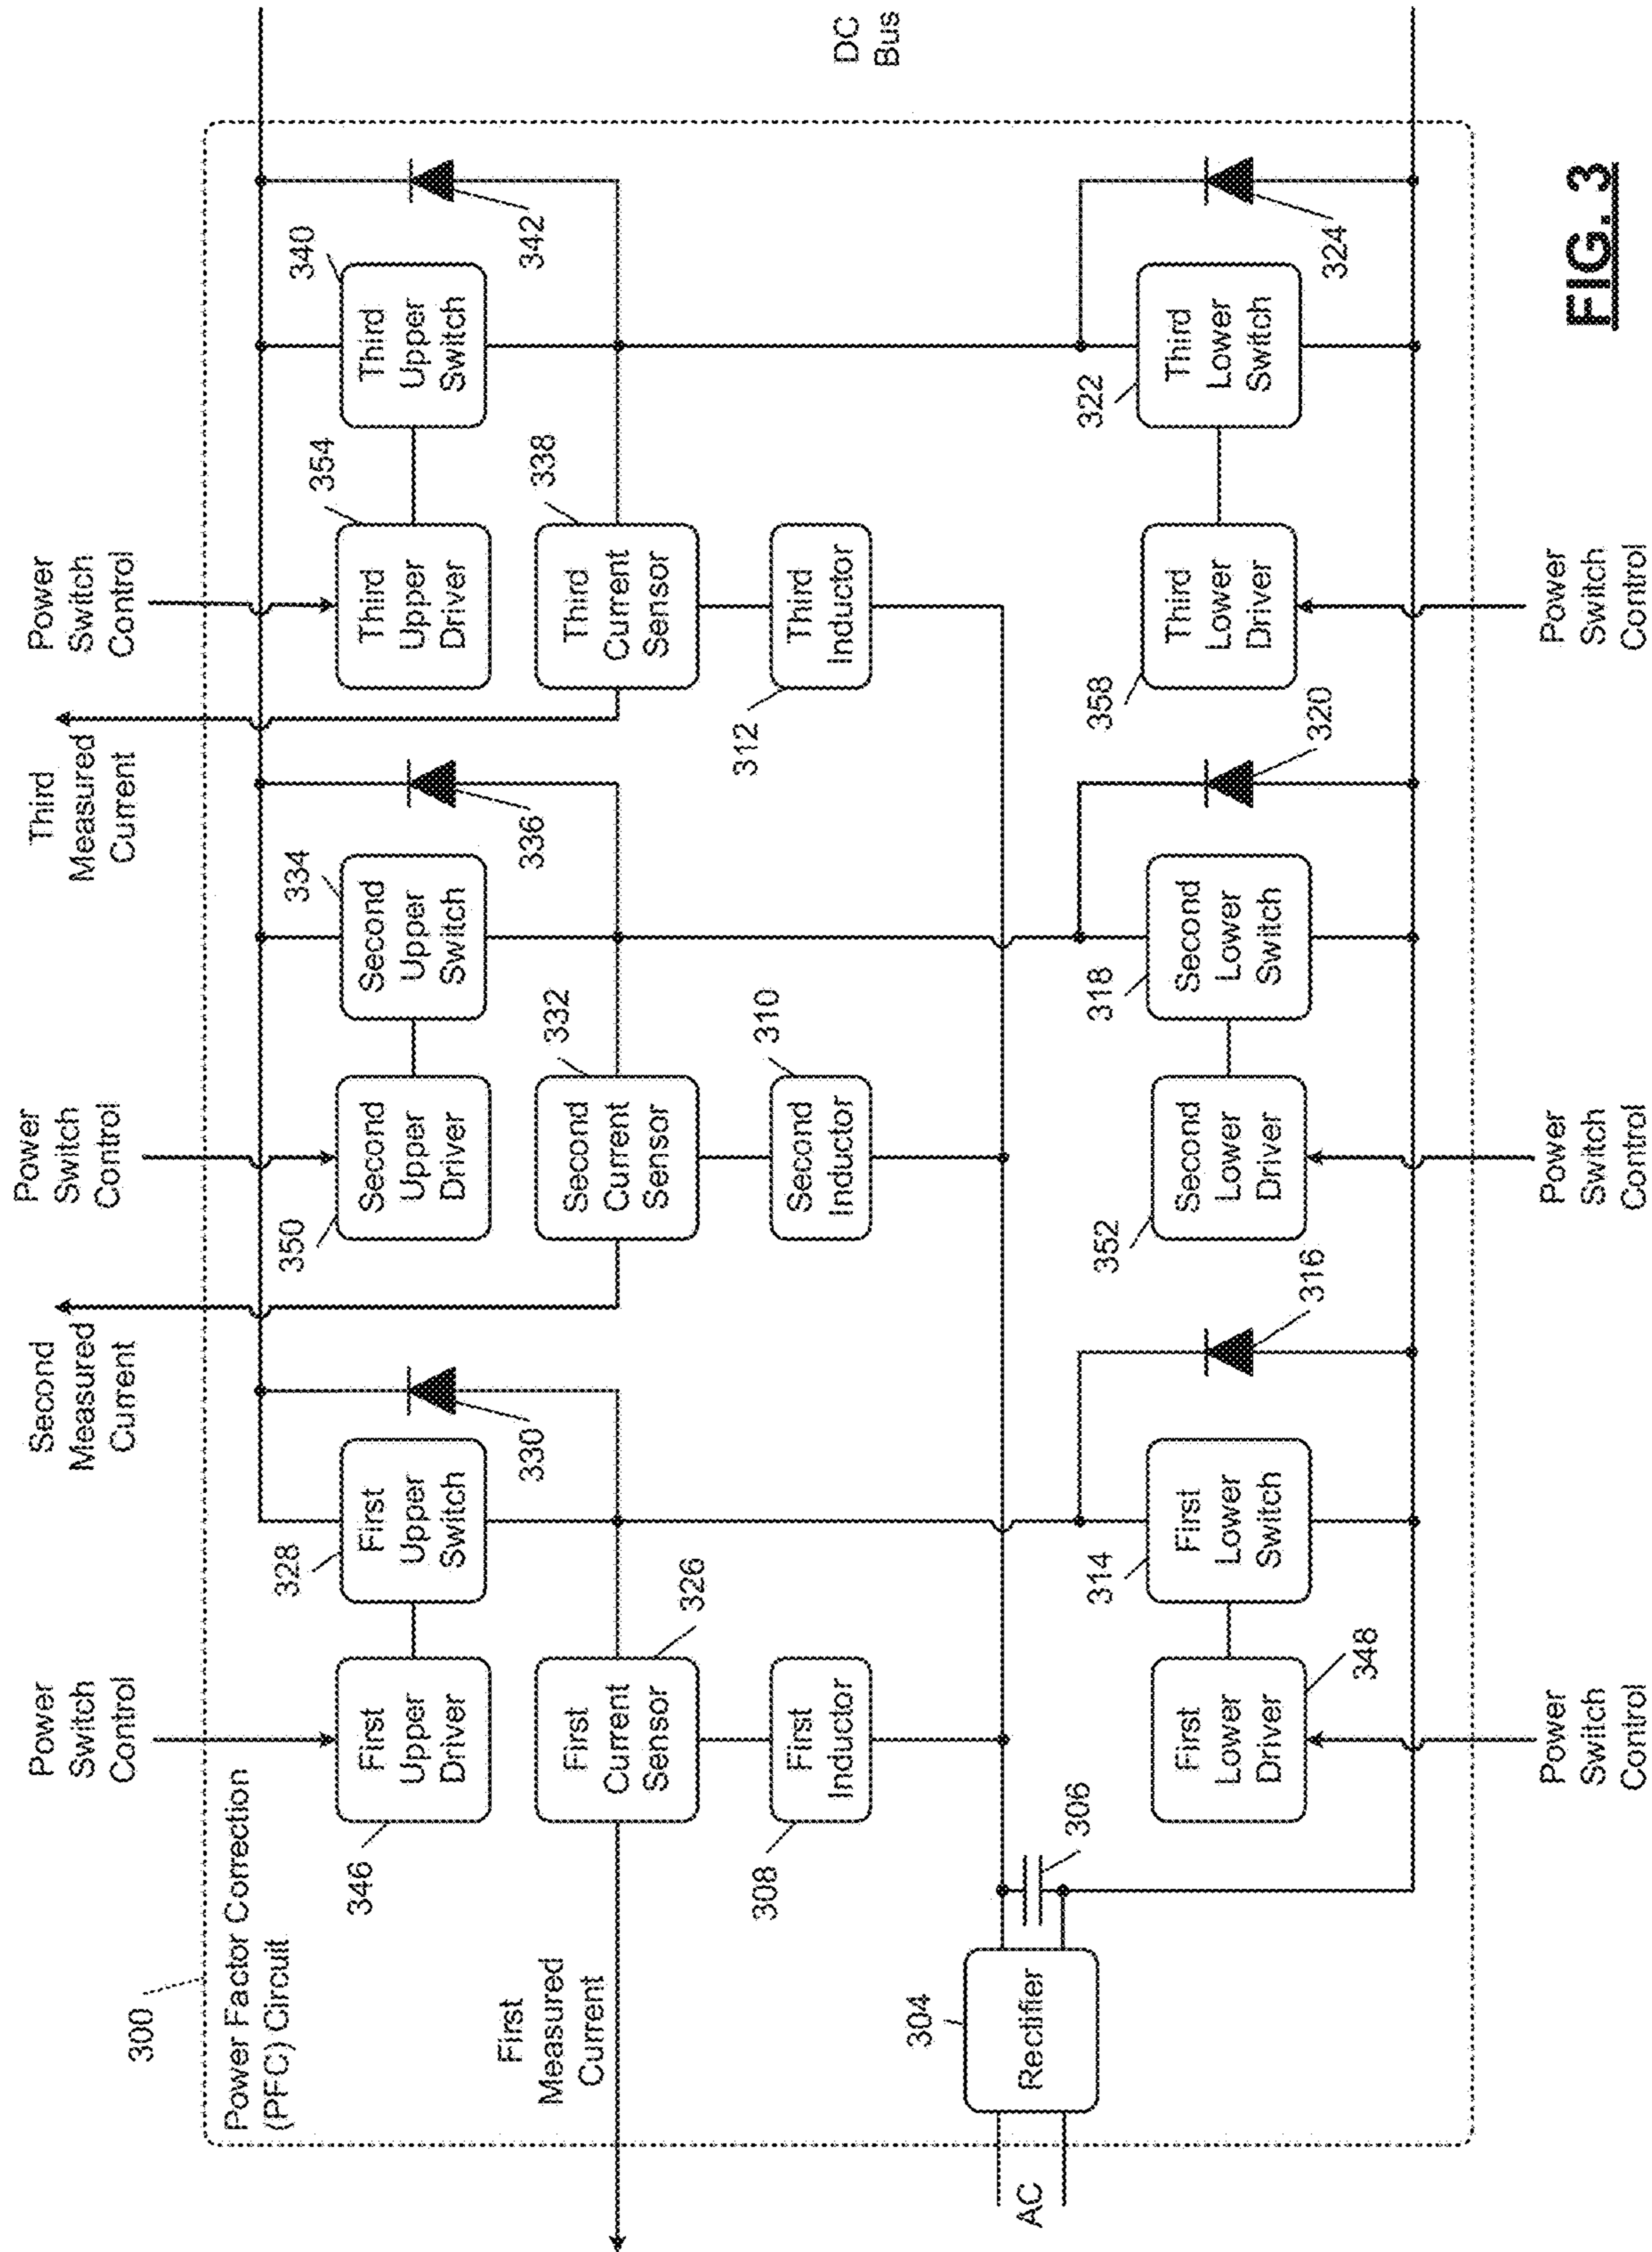 Power
Switch
Control
Second
Measured
Current
Power
Switch
Control
Third
Measured
Current
Power
Switch
Control
300
Power Factor Correction
(PFC) Circuit
346
First
Upper
Driver
328
First
Upper
Switch
330
350
Second
Upper
Driver
334
Second
Upper
Switch
336
354
Third
Upper
Driver
340
Third
Upper
Switch
342
First
Measured
Current
First
Current
Sensor
326
Second
Current
Sensor
332
Third
Current
Sensor
338
308
First
Inductor
Second
Inductor
310
312
Third
Inductor
DC
Bus
AC
304
Rectifier
306
First
Lower
Driver
348
314
First
Lower
Switch
316
352
Second
Lower
Driver
318
Second
Lower
Switch
320
358
Third
Lower
Driver
322
Third
Lower
Switch
324
Power
Switch
Control
Power
Switch
Control
Power
Switch
Control
FIG. 3